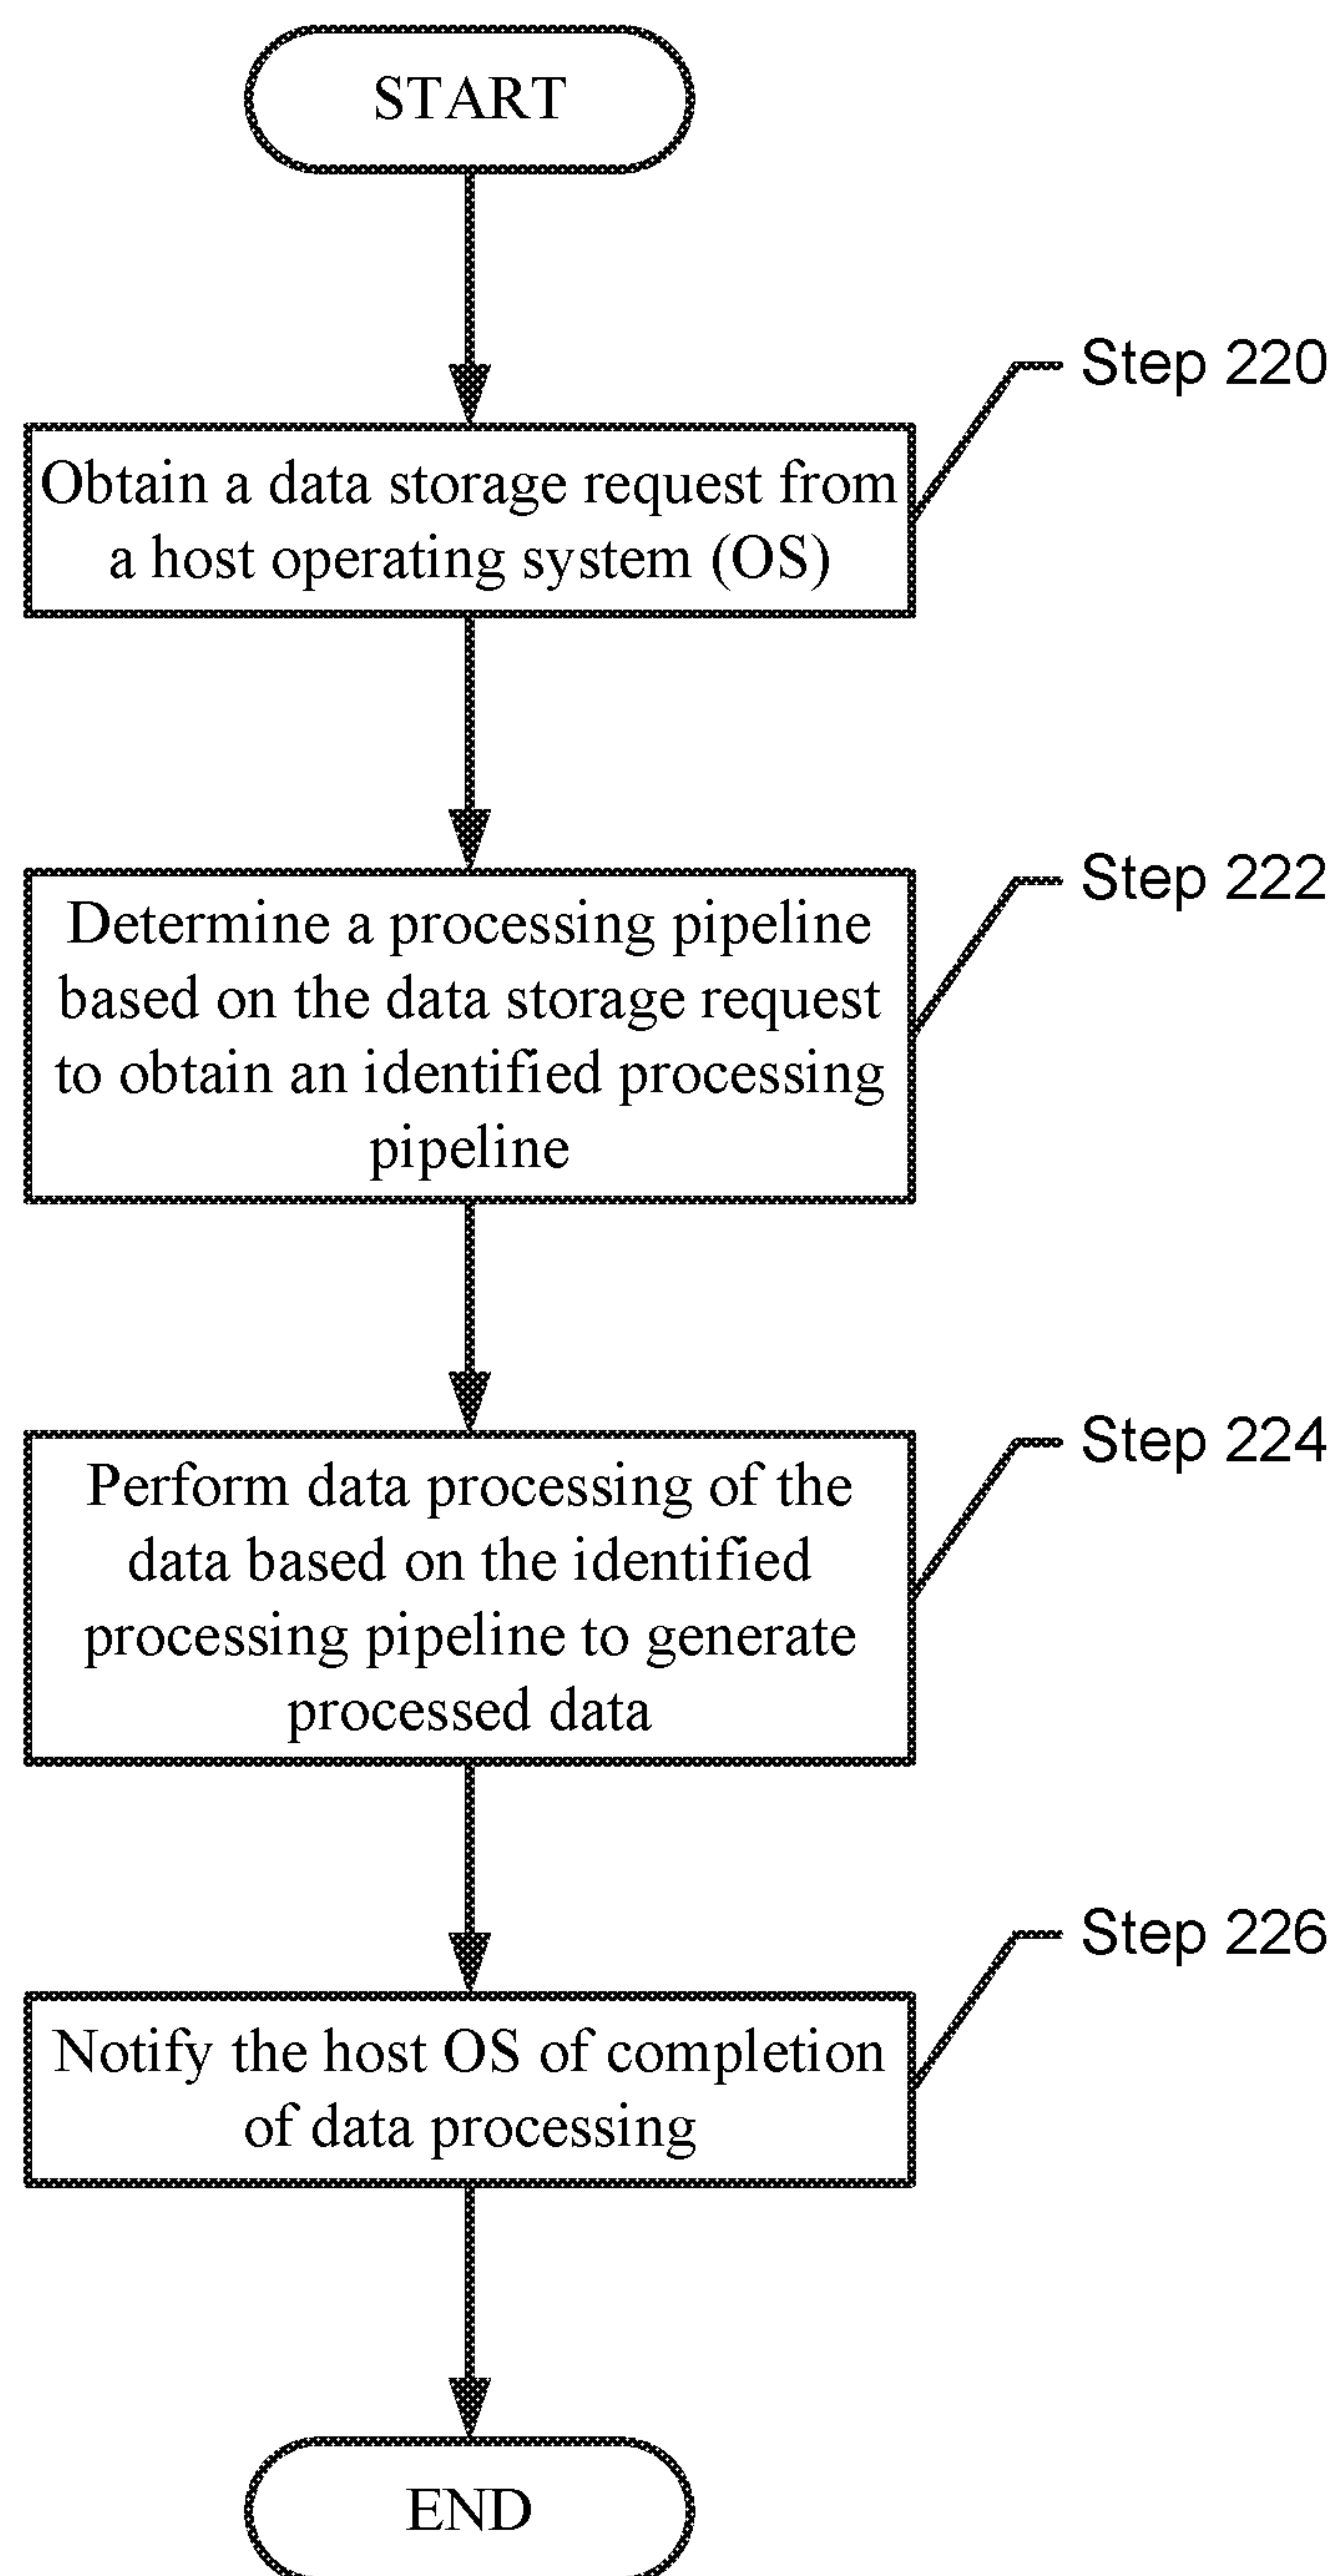 START
Step 220
Obtain a data storage request from
a host operating system (OS)
Step 222
Determine a processing pipeline
based on the data storage request
to obtain an identified processing
pipeline
Step 224
Perform data processing of the
data based on the identified
processing pipeline to generate
processed data
Step 226
Notify the host OS of completion
of data processing
END